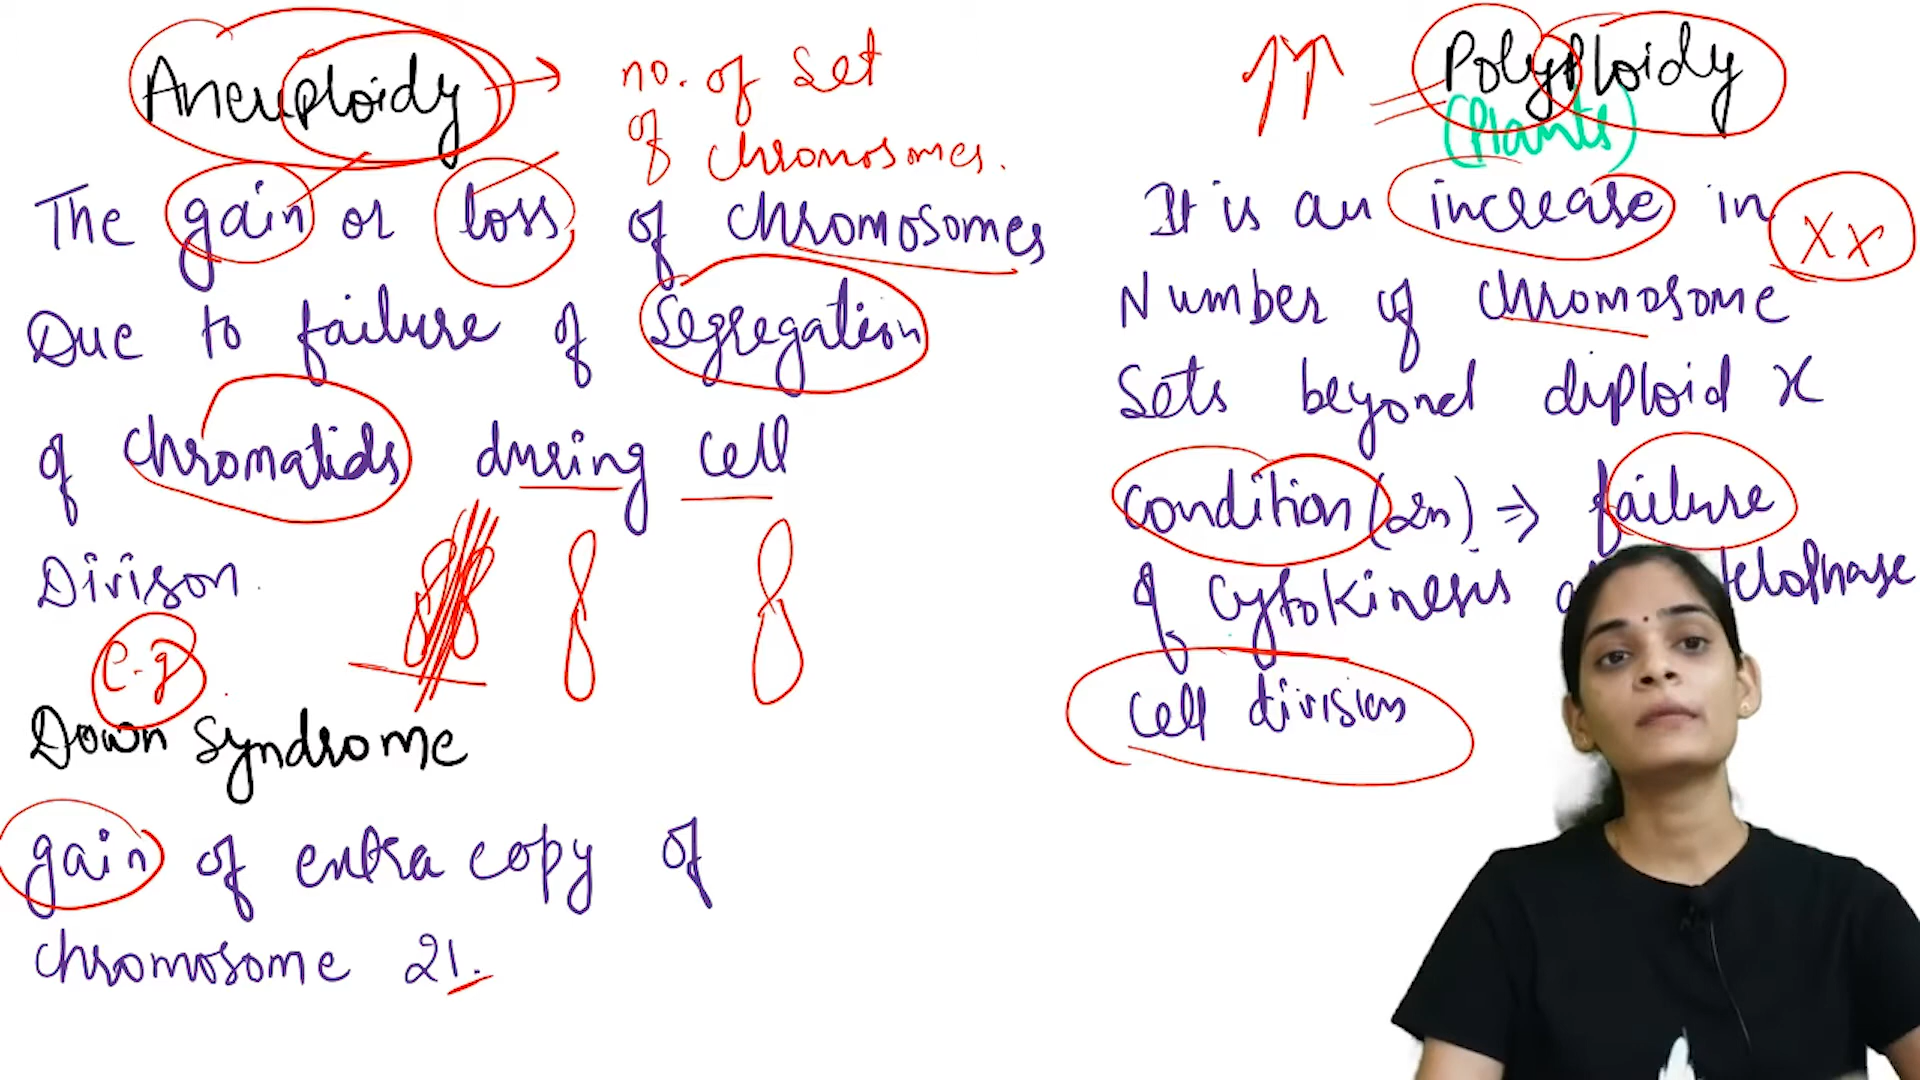 Aneuploidy → no. of set
of chromosomes.
The gain or loss of chromosomes
Due to failure of Segregation
of chromatids during cell
Divison.
e.g
Down Syndrome
gain of extra copy of
chromosome 21.
Polyploidy
(Plants)
It is an increase in XX
Number of chromosome
Sets beyond diploid x
condition (2n) ⇒ failure
of cytokinesis telophase
cell division